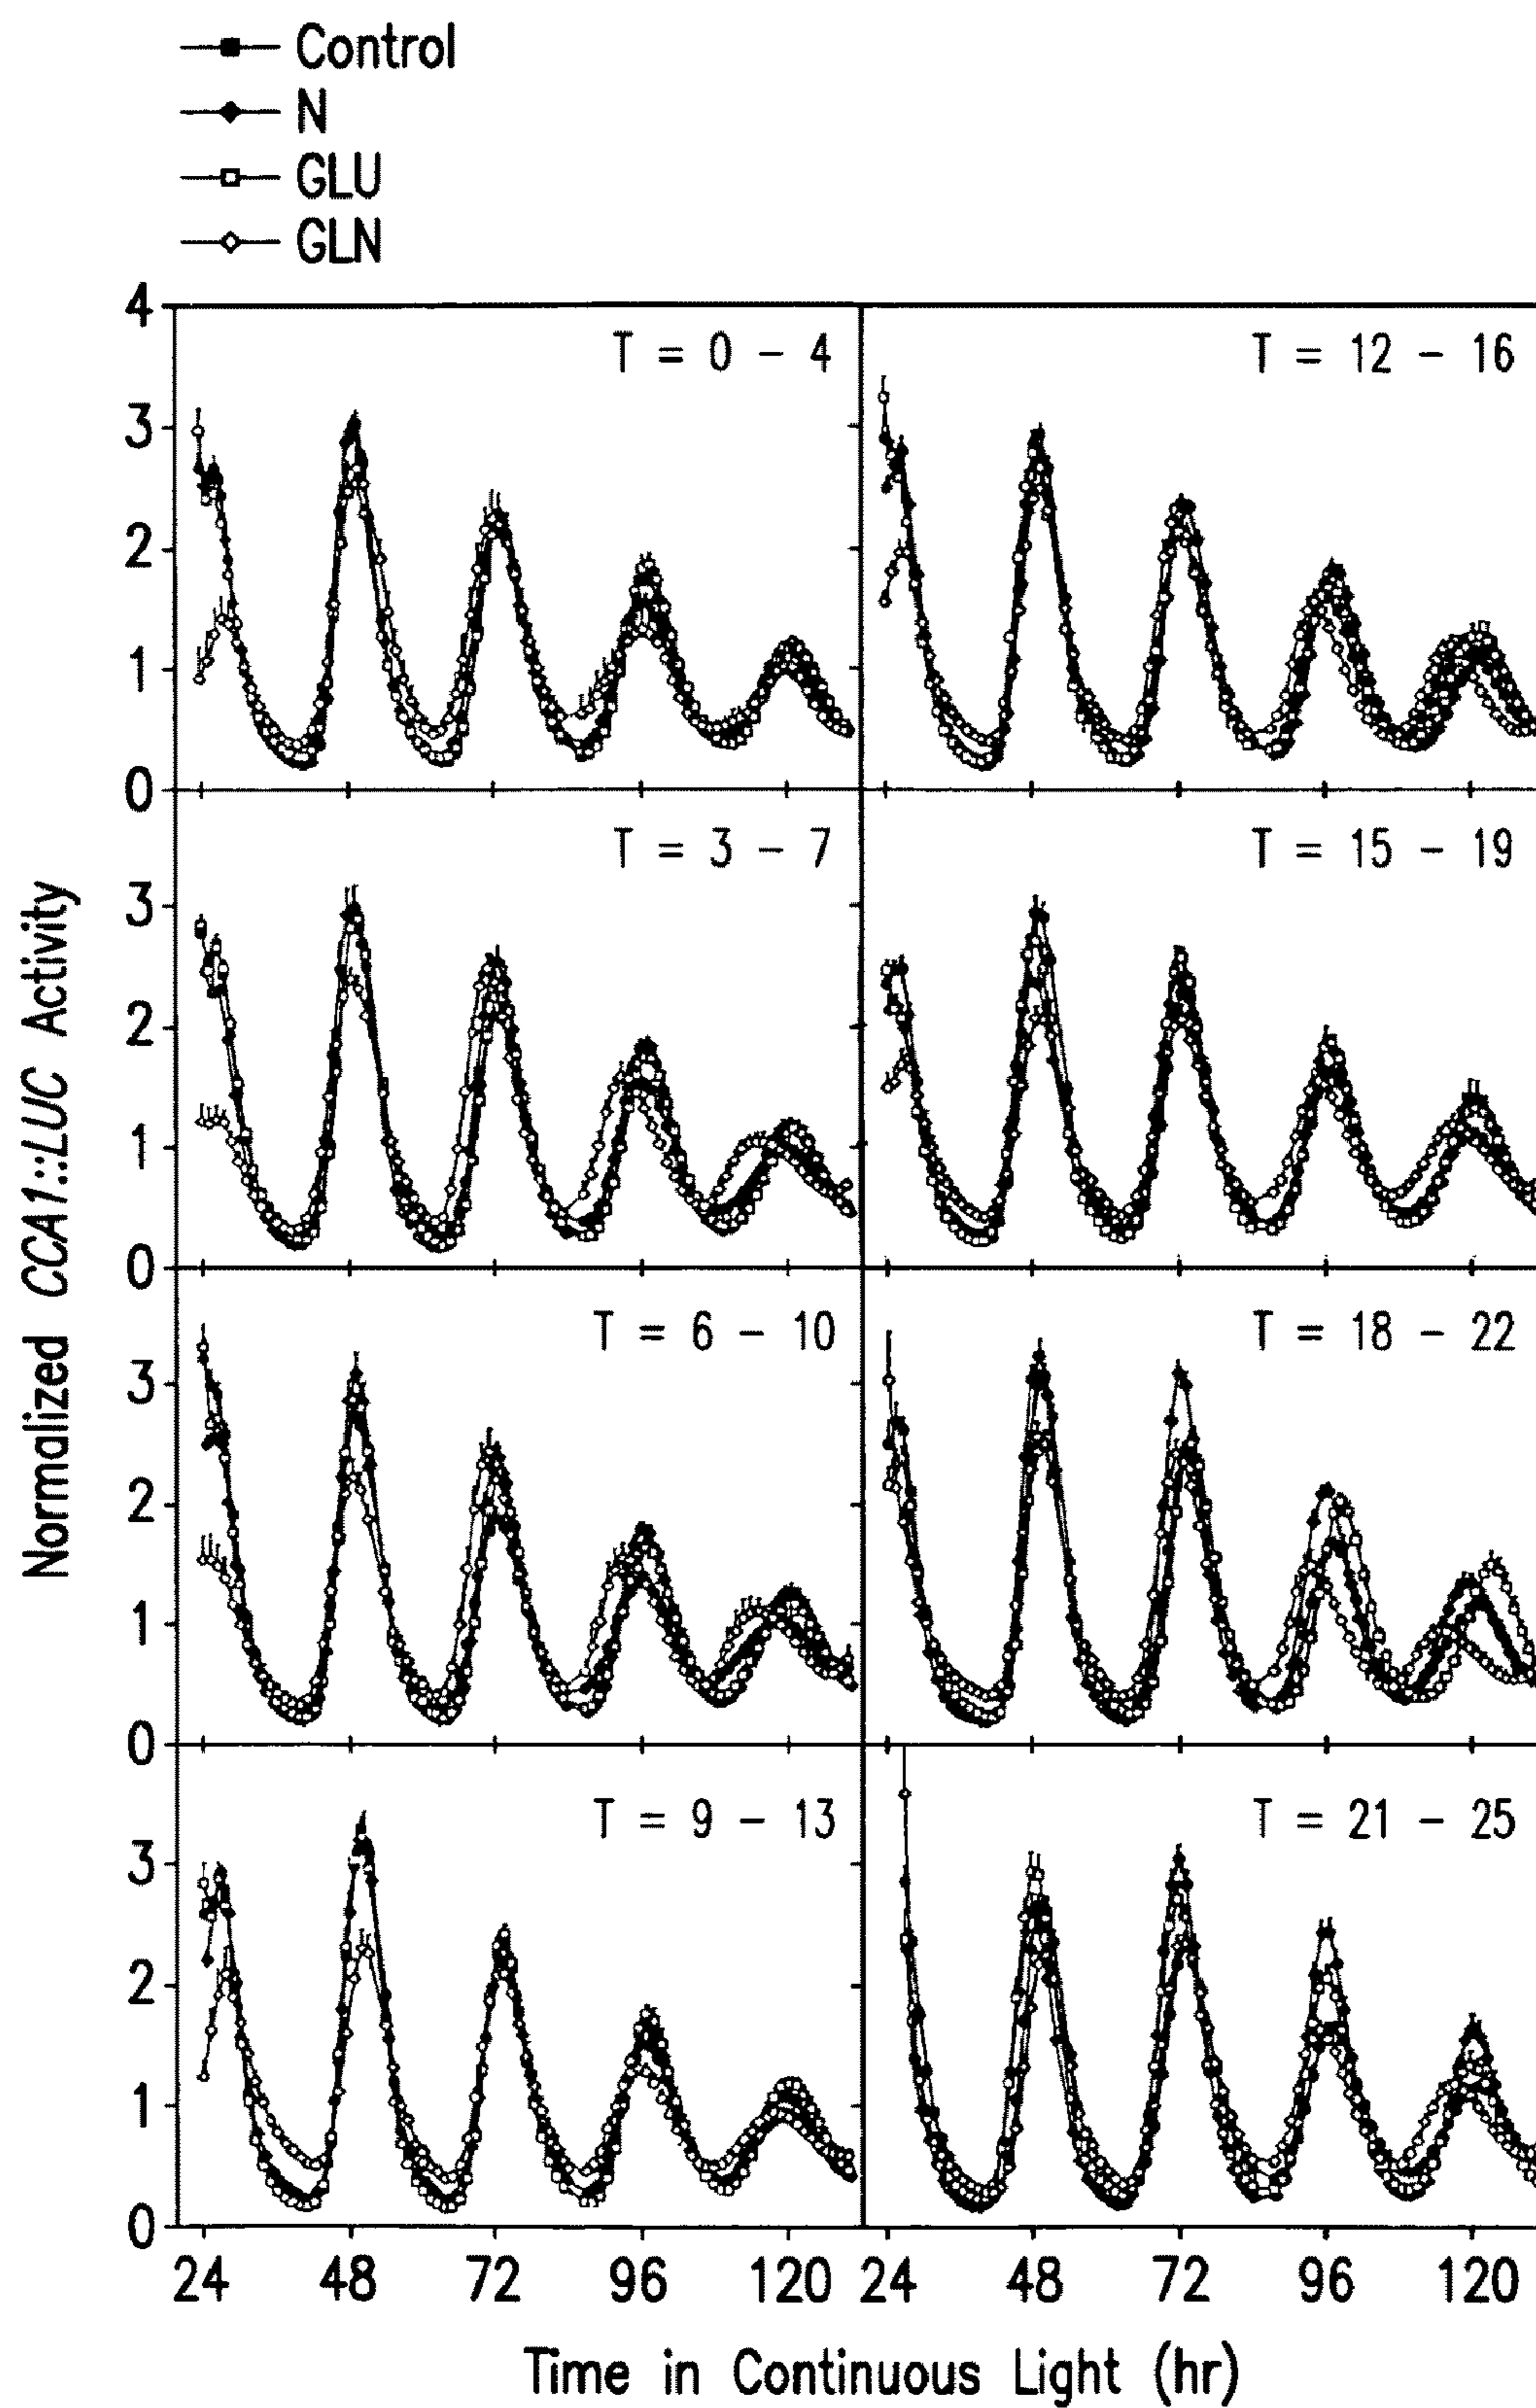 Control
N
GLU
GLN
4
T = 0 - 4
T = 12 - 16
3
2
1
0
T = 3 - 7
T = 15 - 19
3
2
1
0
T = 6 - 10
T = 18 - 22
3
2
1
0
T = 9 - 13
T = 21 - 25
3
2
1
0
24 48 72 96 120 24 48 72 96 120
Time in Continuous Light (hr)
Normalized CCA1::LUC Activity